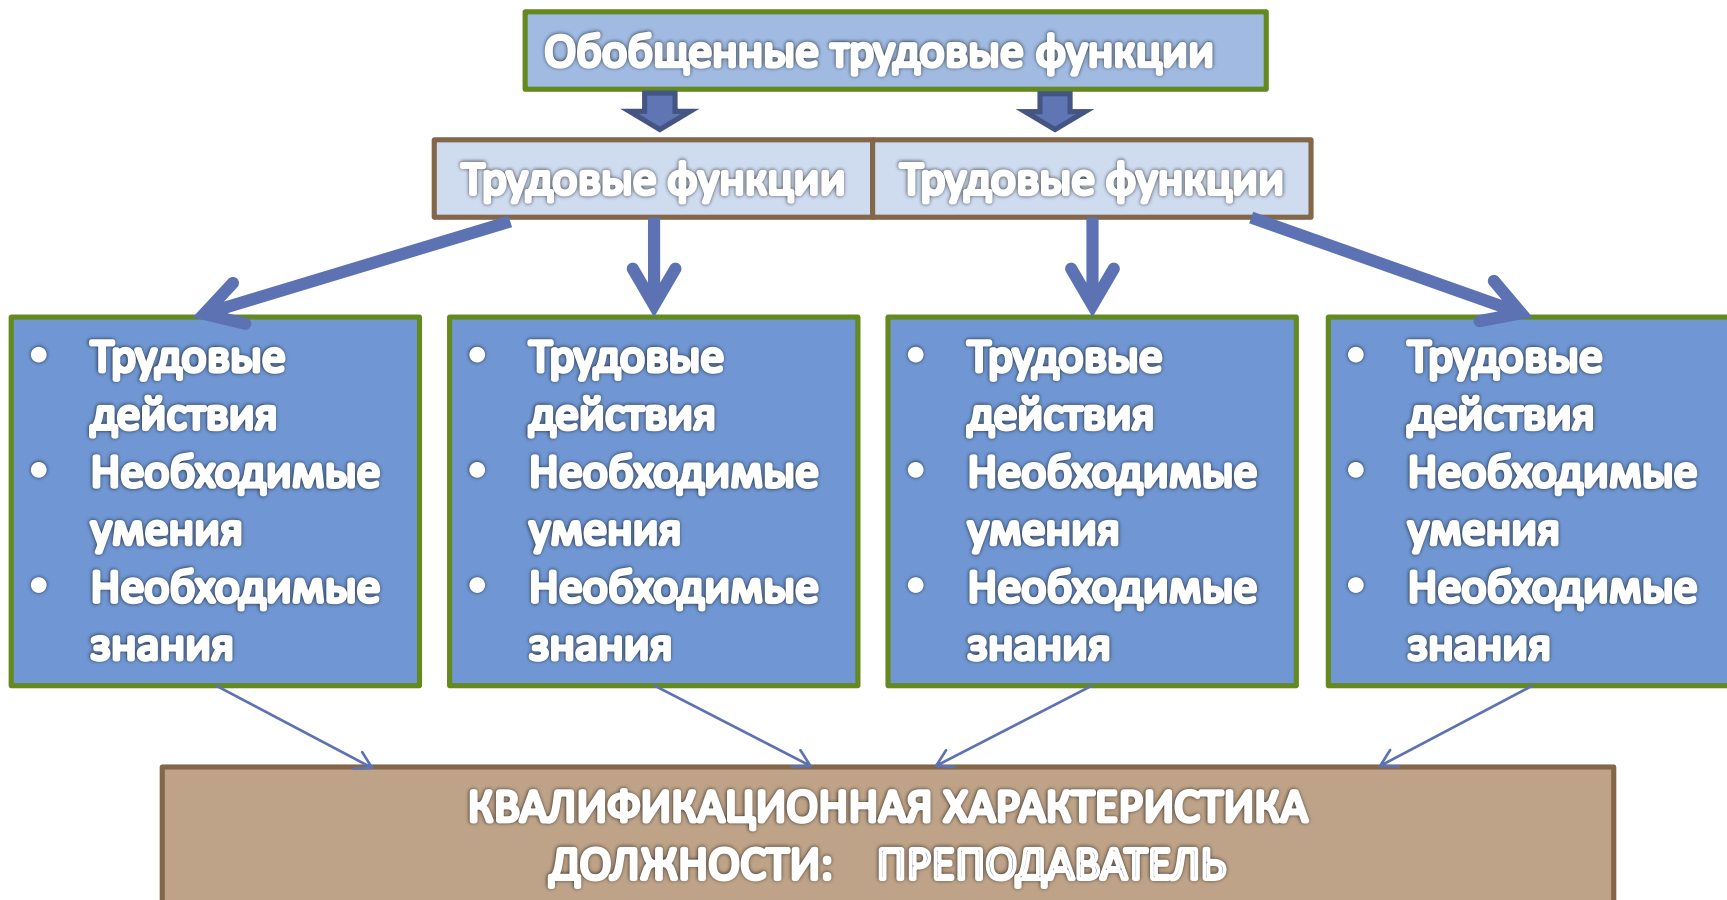 Обобщенные трудовые функции
Трудовые функции
Трудовые функции
• Трудовые
действия
• Необходимые
умения
• Необходимые
знания
• Трудовые
действия
• Необходимые
умения
• Необходимые
знания
• Трудовые
действия
• Необходимые
умения
• Необходимые
знания
• Трудовые
действия
• Необходимые
умения
• Необходимые
знания
КВАЛИФИКАЦИОННАЯ ХАРАКТЕРИСТИКА
ДОЛЖНОСТИ: ПРЕПОДАВАТЕЛЬ